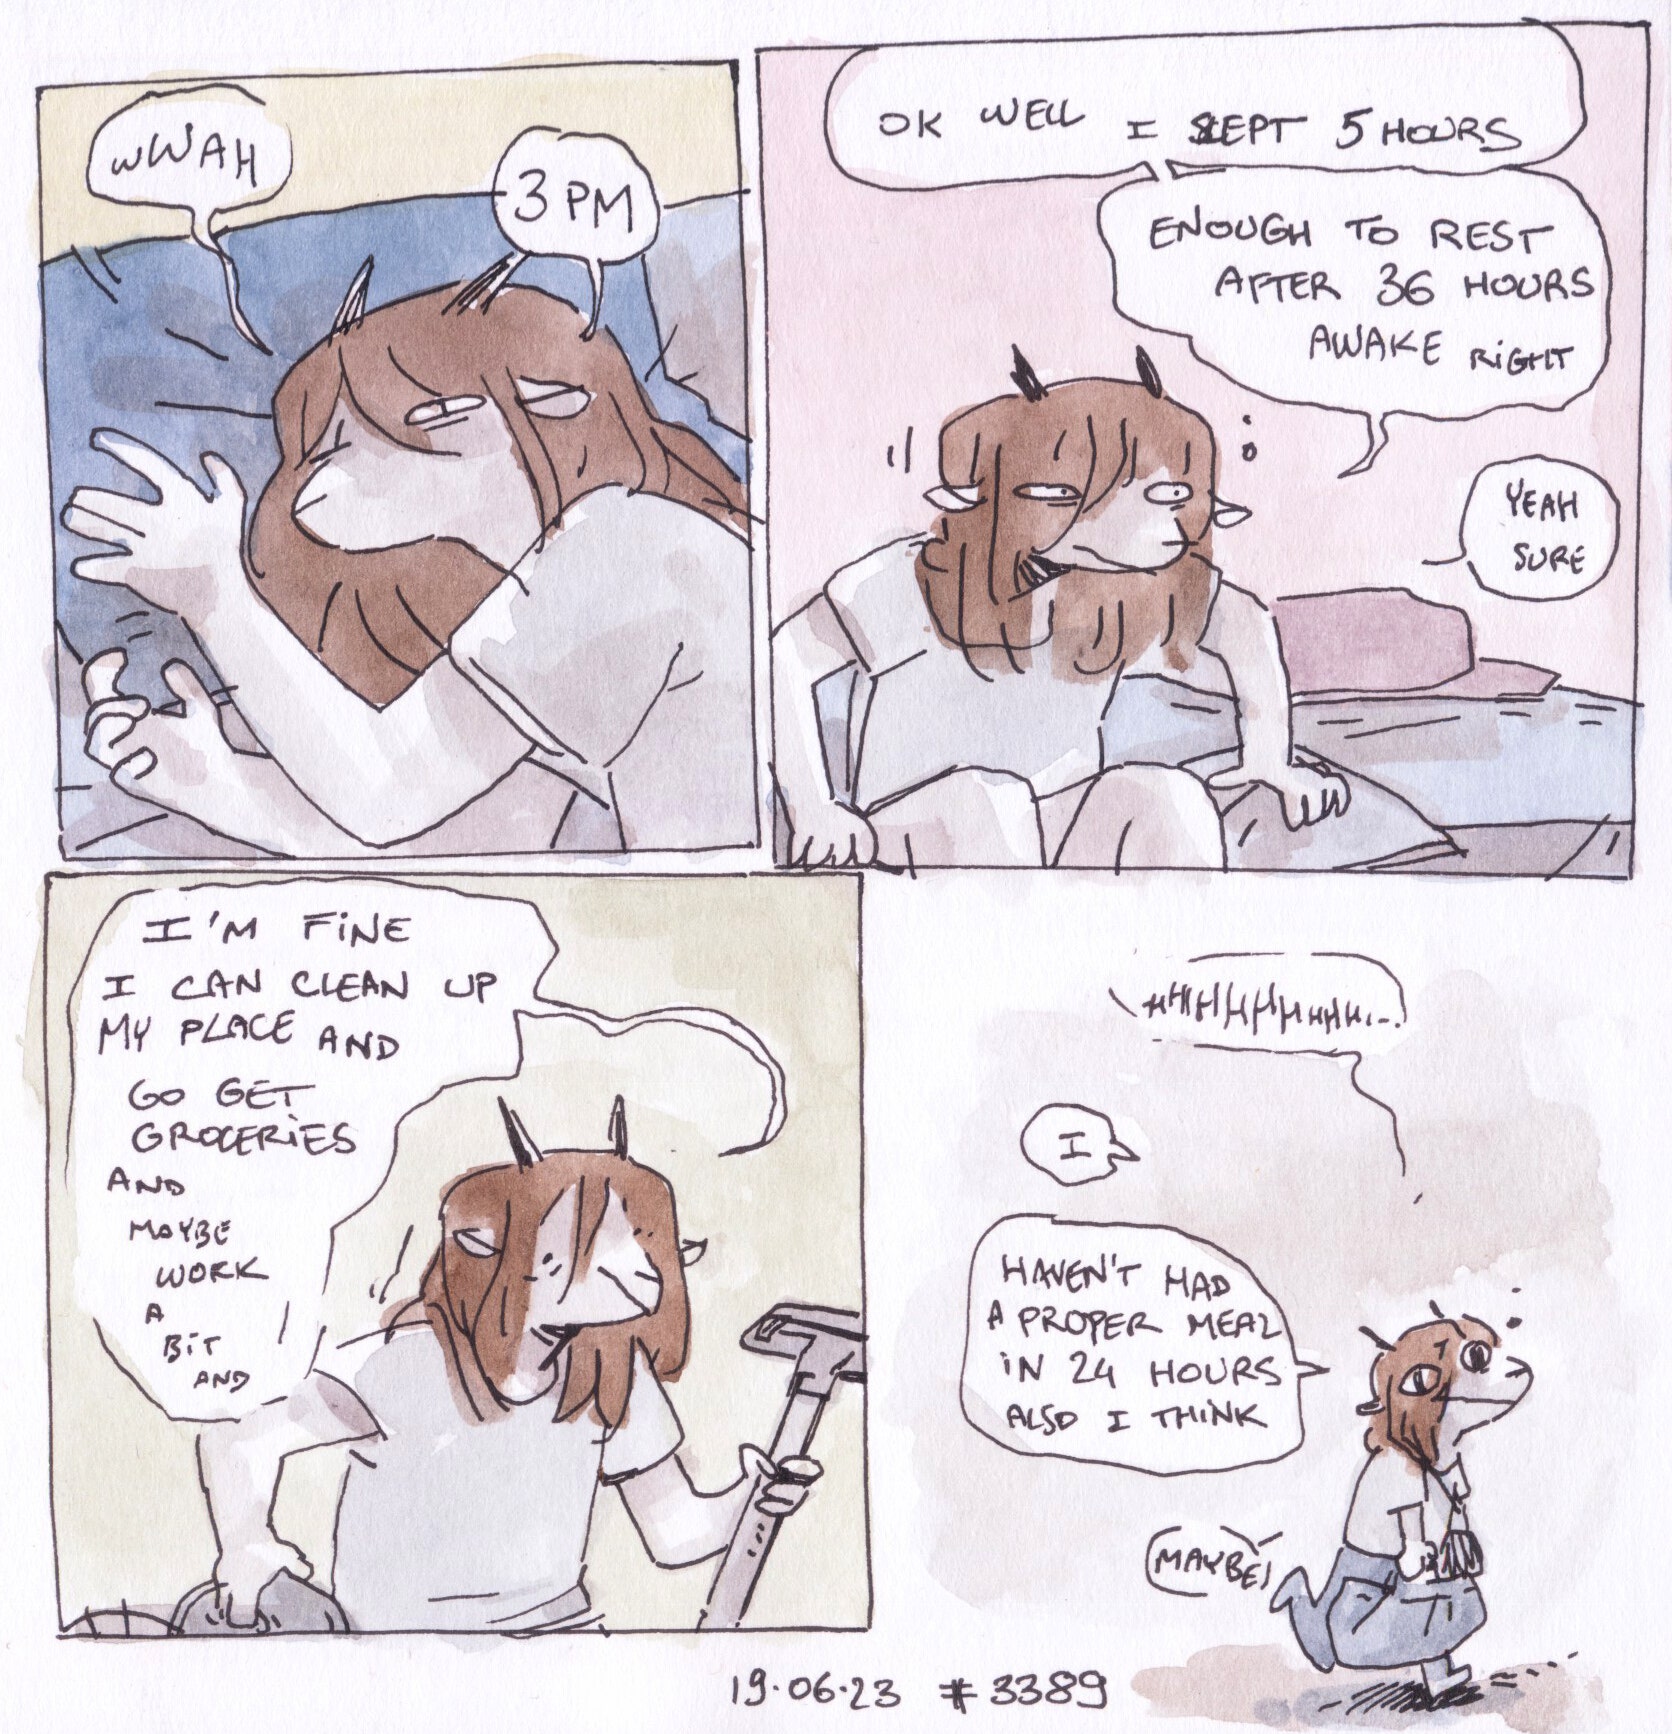 wWAH
3 PM
OK WELL I SLEPT 5 HOURS
ENOUGH TO REST
AFTER 36 HOURS
AWAKE RiGHT
YEAH
SURE
I'M FiNE
I CAN CLEAN UP
MY PLACE AND
GO GET
GROCERiES
AND
MAYBE
WORK
A
BiT
AND
HHHHHHHHHH...
I
HAVEN'T HAD
A PROPER MEAL
iN 24 HOURS
ALSO I THiNK
MAYBE
19.06.23 #3389